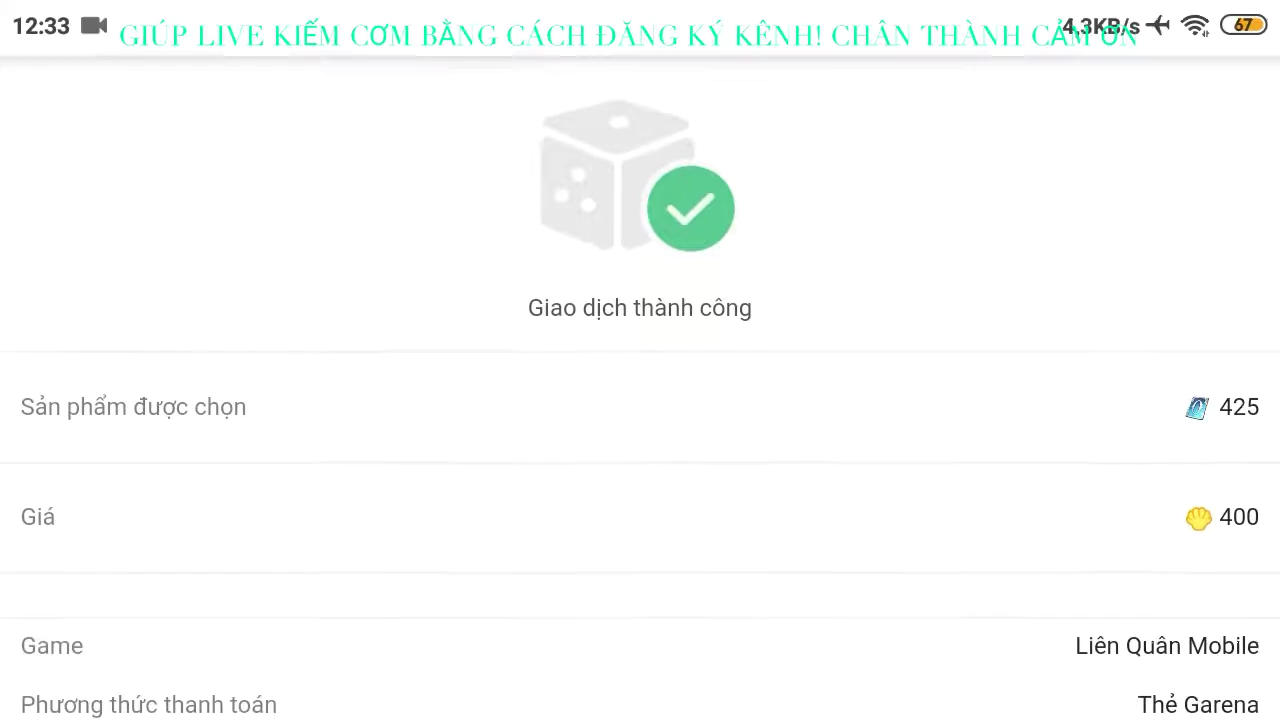 12:33 4,3KB/s 67
GIÚP LIVE KIẾM CƠM BẰNG CÁCH ĐĂNG KÝ KÊNH! CHÂN THÀNH CẢM ƠN
Giao dịch thành công
Sản phẩm được chọn 425
Giá 400
Game Liên Quân Mobile
Phương thức thanh toán Thẻ Garena